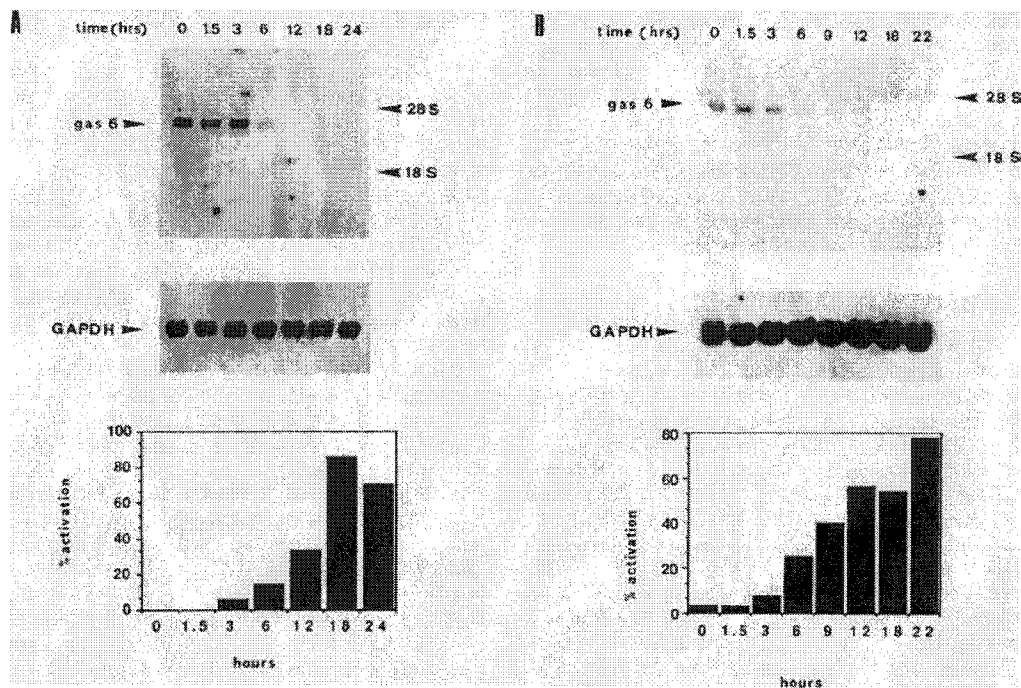 A
time (hrs) 0 1.5 3 6 12 18 24
gas 6
28 S
18 S
GAPDH
100
80
60
40
20
0
% activation
0 1.5 3 6 12 18 24
hours
B
time (hrs) 0 1.5 3 6 9 12 18 22
gas 6
28 S
18 S
GAPDH
80
60
40
20
0
% activation
0 1.5 3 6 9 12 18 22
hours